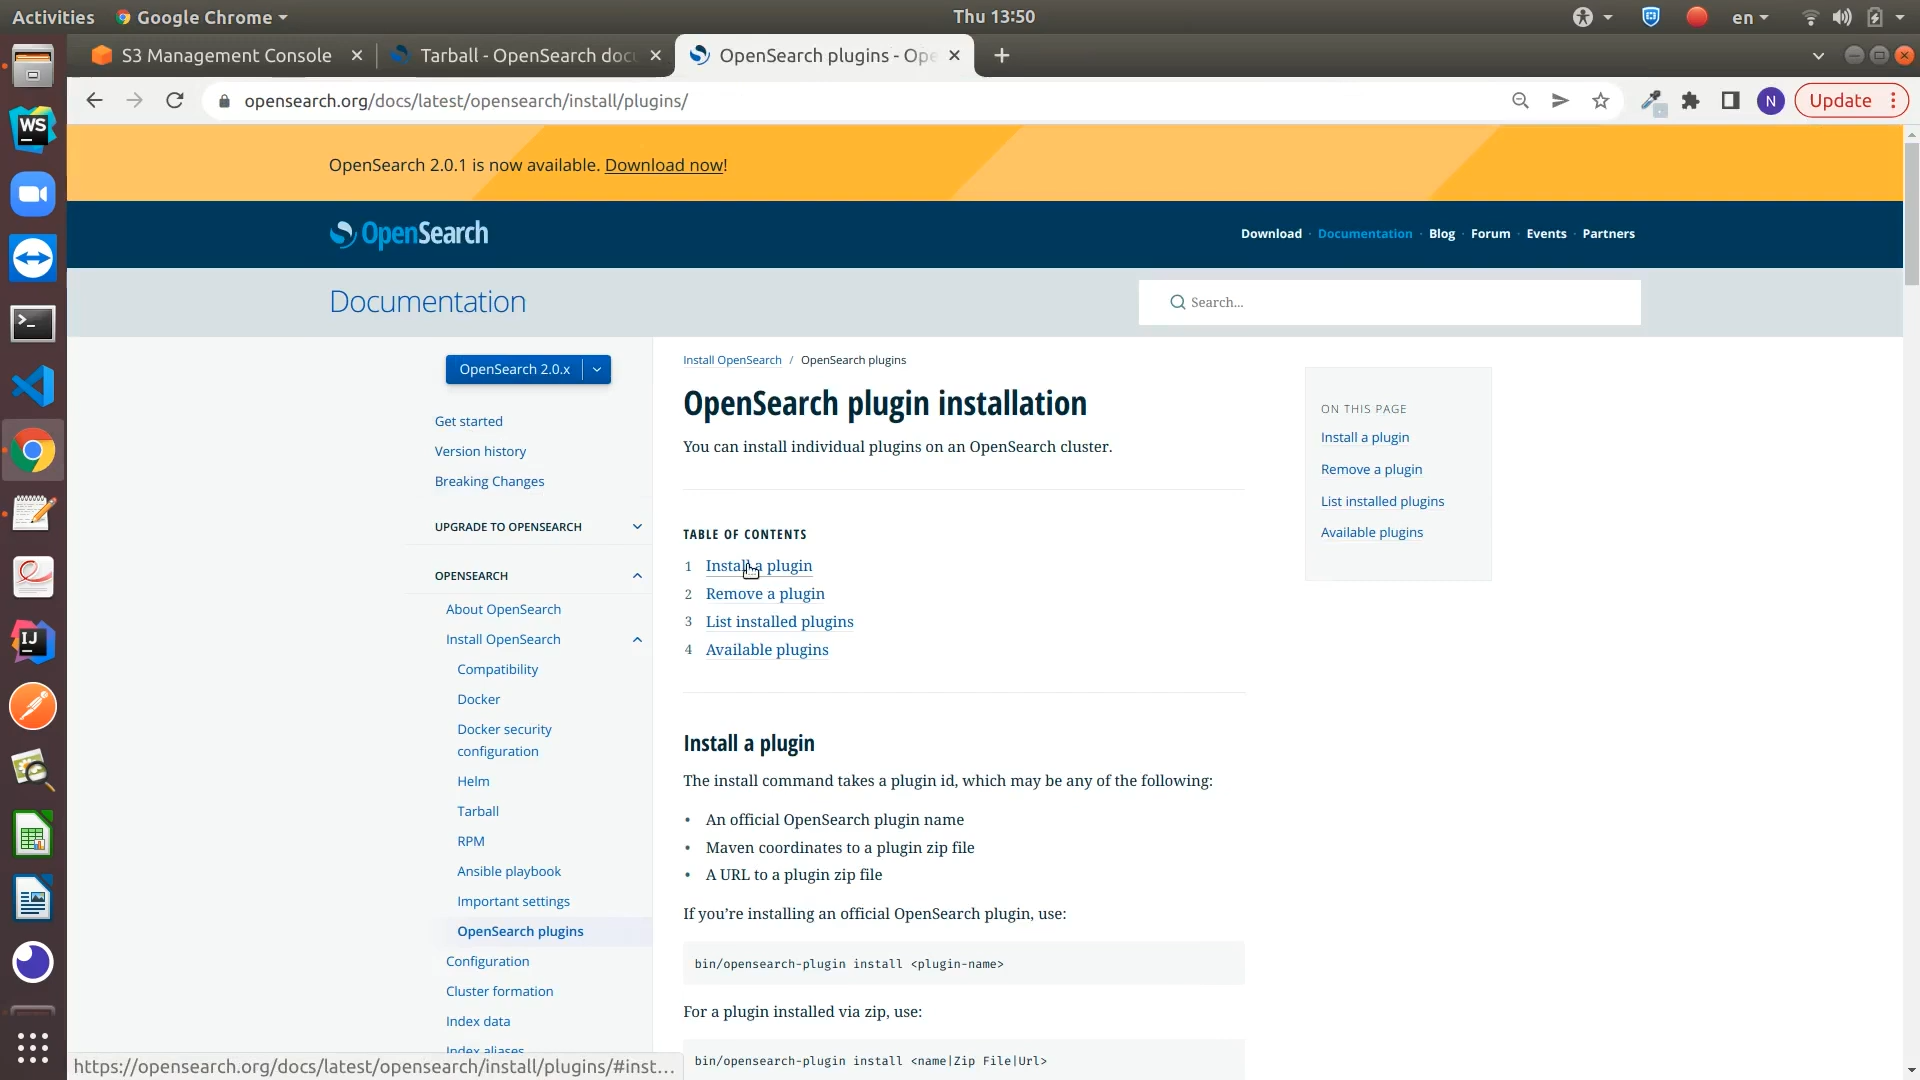 Activities
Google Chrome
Thu 13:50
en
S3 Management Console
Tarball - OpenSearch doc
OpenSearch plugins - Ope
opensearch.org/docs/latest/opensearch/install/plugins/
N
Update
OpenSearch 2.0.1 is now available. Download now!
OpenSearch
Download · Documentation · Blog · Forum · Events · Partners
Documentation
Search...
OpenSearch 2.0.x
Get started
Version history
Breaking Changes
UPGRADE TO OPENSEARCH
OPENSEARCH
About OpenSearch
Install OpenSearch
Compatibility
Docker
Docker security
configuration
Helm
Tarball
RPM
Ansible playbook
Important settings
OpenSearch plugins
Configuration
Cluster formation
Index data
Index aliases
Install OpenSearch / OpenSearch plugins
OpenSearch plugin installation
You can install individual plugins on an OpenSearch cluster.
TABLE OF CONTENTS
1 Install a plugin
2 Remove a plugin
3 List installed plugins
4 Available plugins
Install a plugin
The install command takes a plugin id, which may be any of the following:
• An official OpenSearch plugin name
• Maven coordinates to a plugin zip file
• A URL to a plugin zip file
If you’re installing an official OpenSearch plugin, use:
bin/opensearch-plugin install <plugin-name>
For a plugin installed via zip, use:
bin/opensearch-plugin install <name|Zip File|Url>
ON THIS PAGE
Install a plugin
Remove a plugin
List installed plugins
Available plugins
https://opensearch.org/docs/latest/opensearch/install/plugins/#inst...
WS
IJ